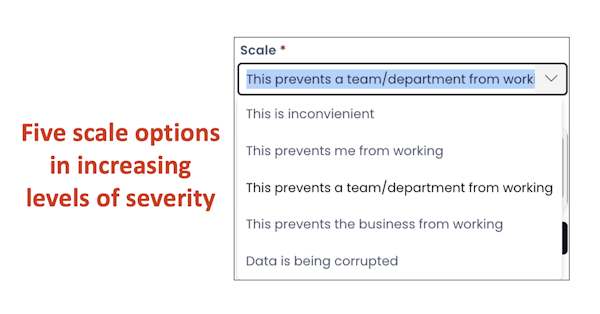 Five scale options
in increasing
levels of severity
Scale *
This prevents a team/department from work
This is inconvienient
This prevents me from working
This prevents a team/department from working
This prevents the business from working
Data is being corrupted